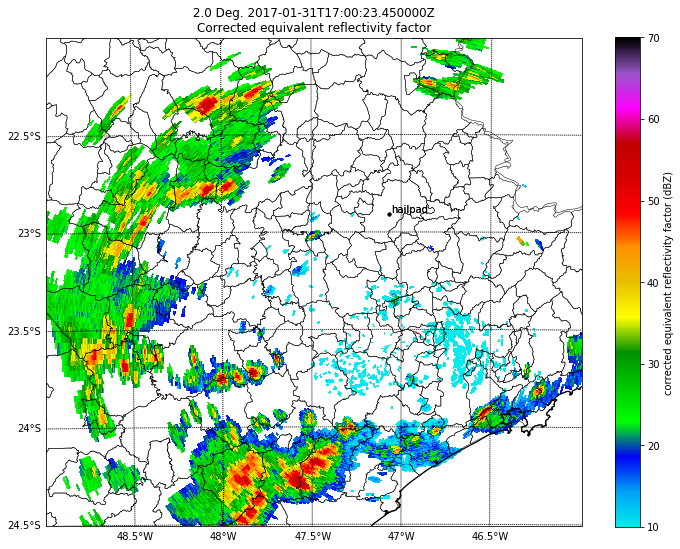 2.0 Deg. 2017-01-31T17:00:23.450000Z
Corrected equivalent reflectivity factor
22.5°S
23°S
23.5°S
24°S
24.5°S
48.5°W
48°W
47.5°W
47°W
46.5°W
hailpad
70
60
50
40
30
20
10
corrected equivalent reflectivity factor (dBZ)